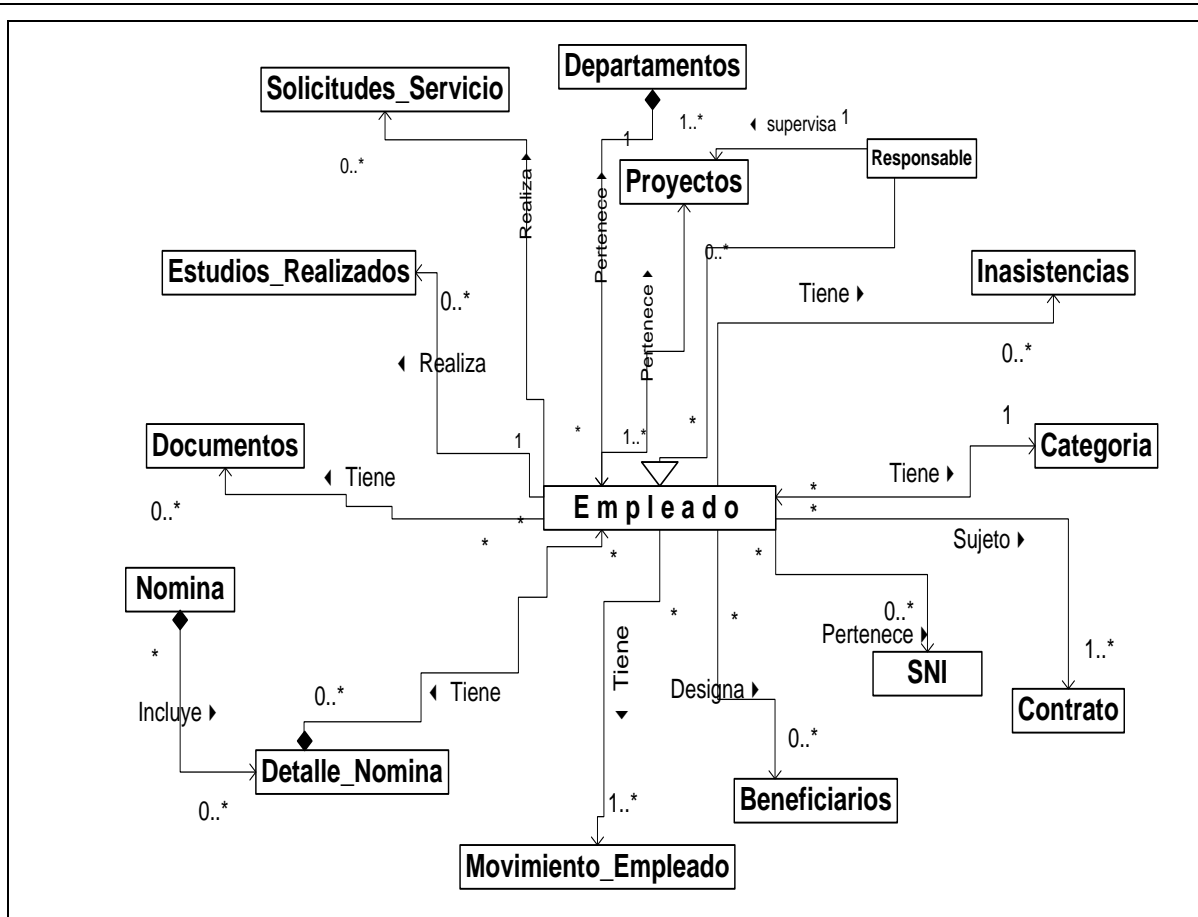 Departamentos
Solicitudes_Servicio
1..*
◄ supervisa
1
1
Responsable
0..*
Realiza ►
Pertenece ►
Proyectos
0..*
Estudios_Realizados
Inasistencias
Tiene ►
0..*
Pertenece ►
0..*
◄ Realiza
1
*
1..*
*
1
Documentos
Categoria
◄ Tiene
Tiene ►
*
0..*
Empleado
*
*
*
Sujeto ►
*
*
Nomina
0..*
*
*
*
Pertenece ►
Tiene ►
1..*
SNI
0..*
◄ Tiene
Designa ►
Incluye ►
Contrato
0..*
Detalle_Nomina
Beneficiarios
0..*
1..*
Movimiento_Empleado